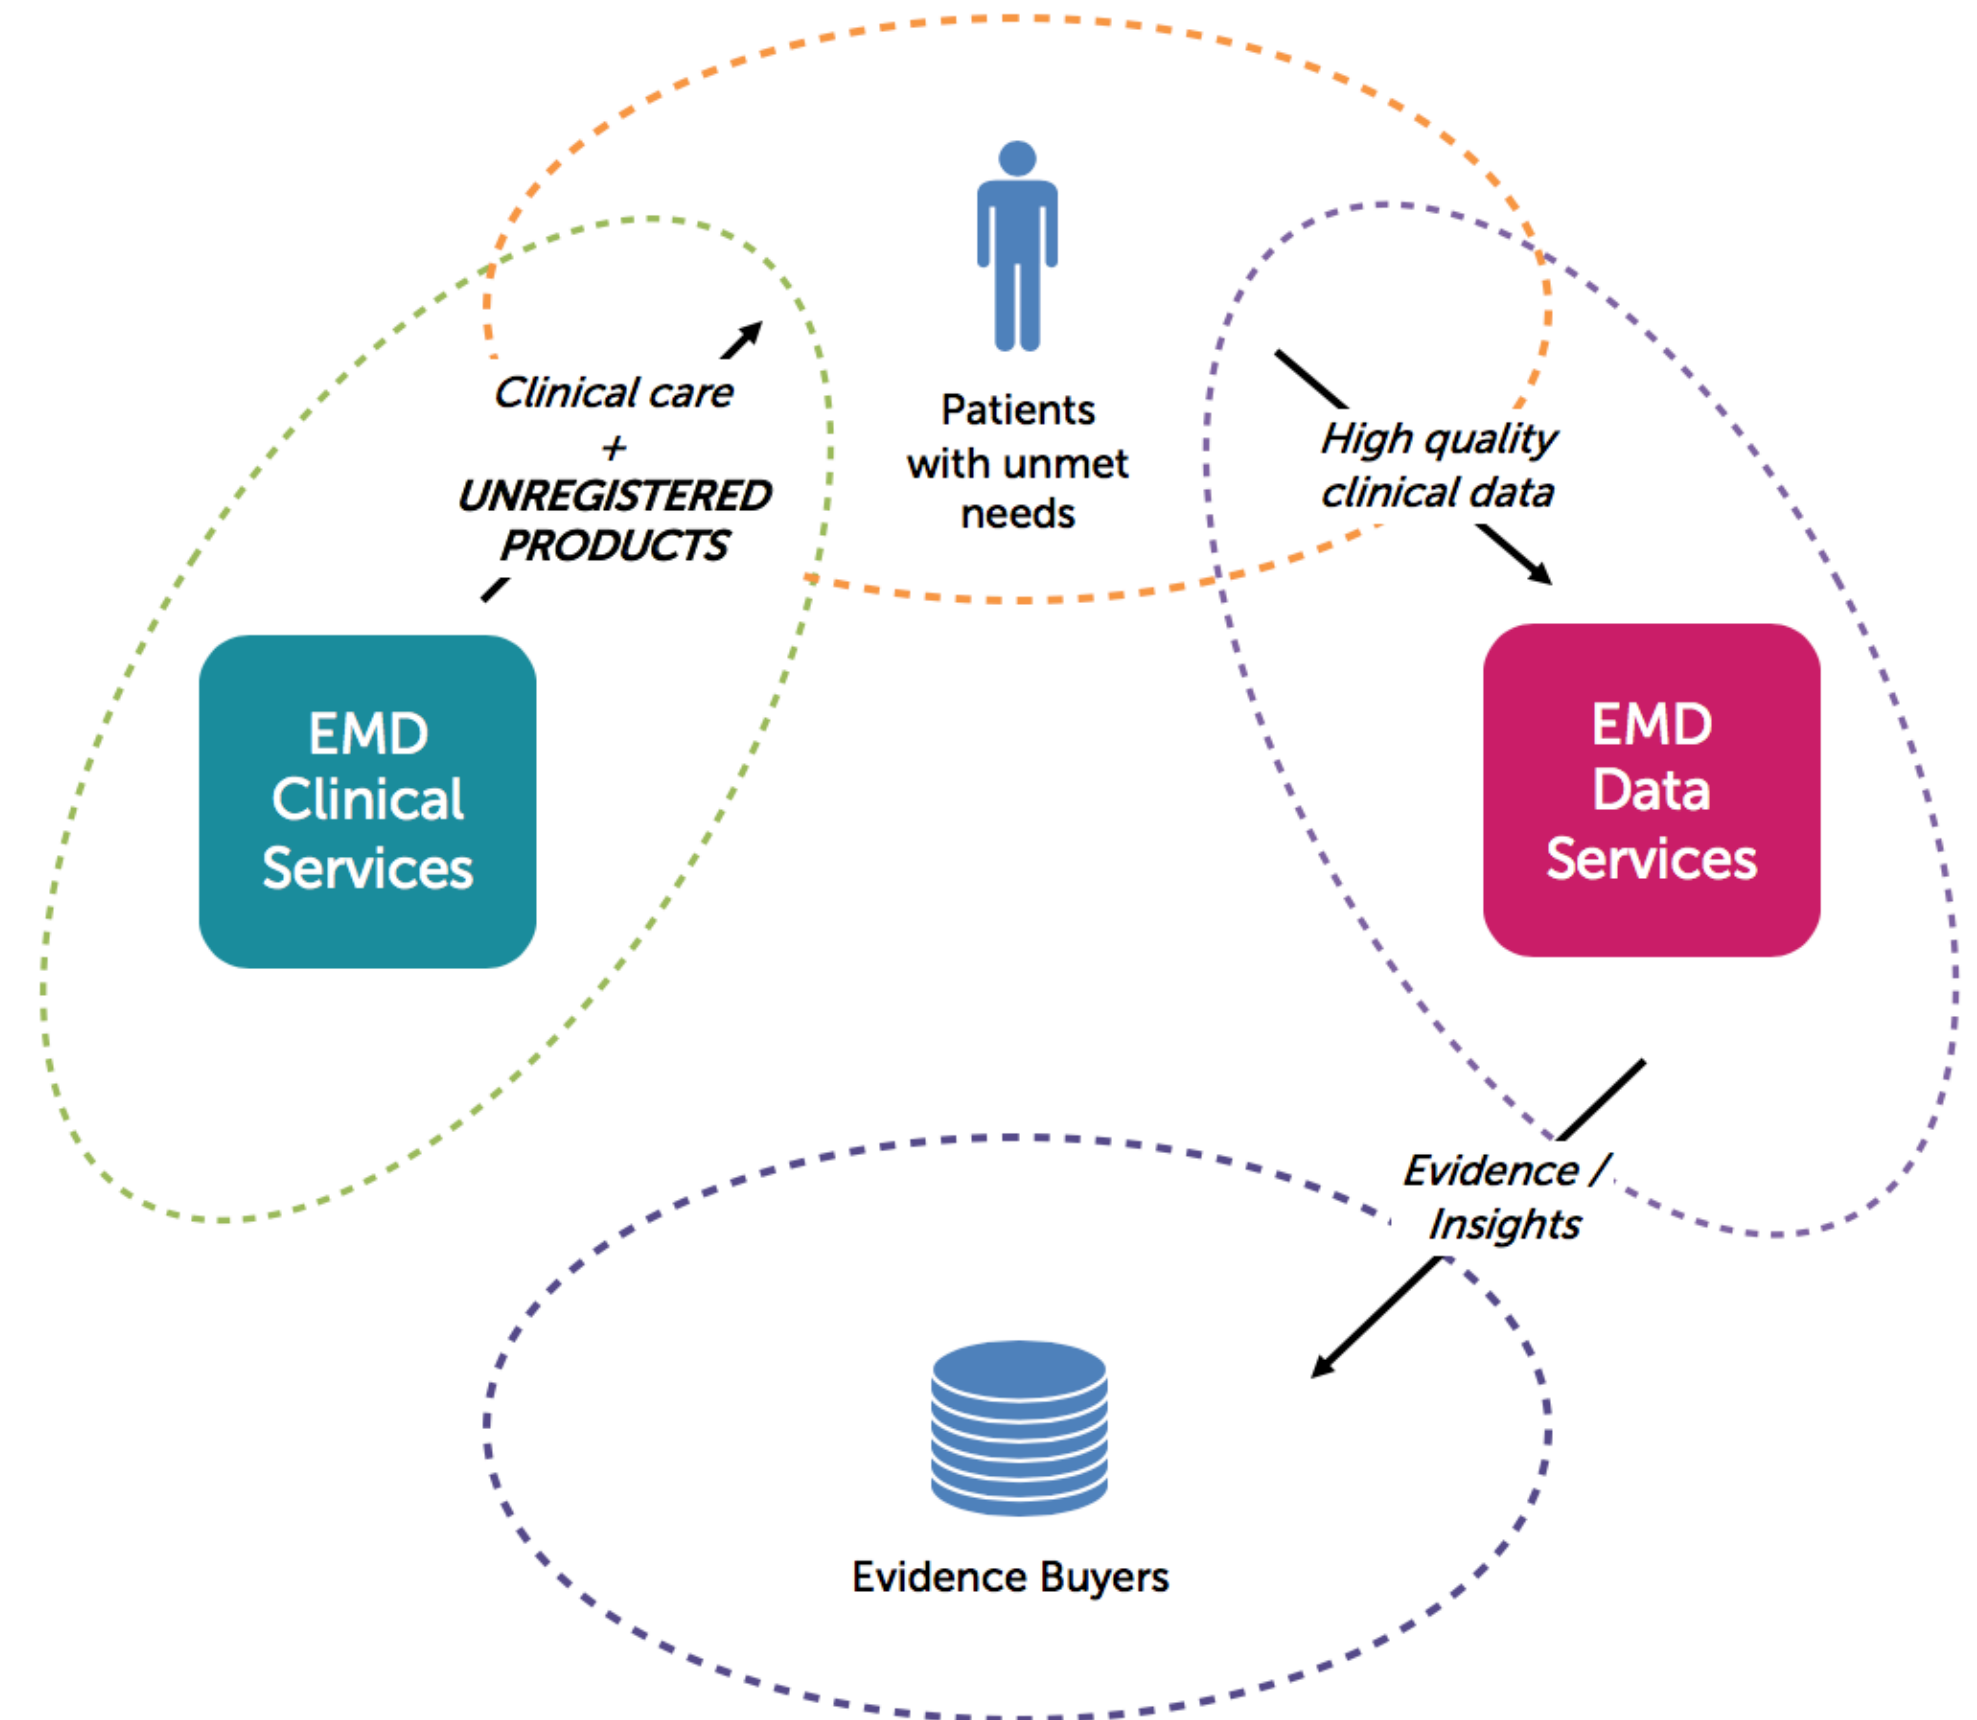 Clinical care
+
UNREGISTERED
PRODUCTS
Patients
with unmet
needs
High quality
clinical data
EMD
Clinical
Services
EMD
Data
Services
Evidence /
Insights
Evidence Buyers